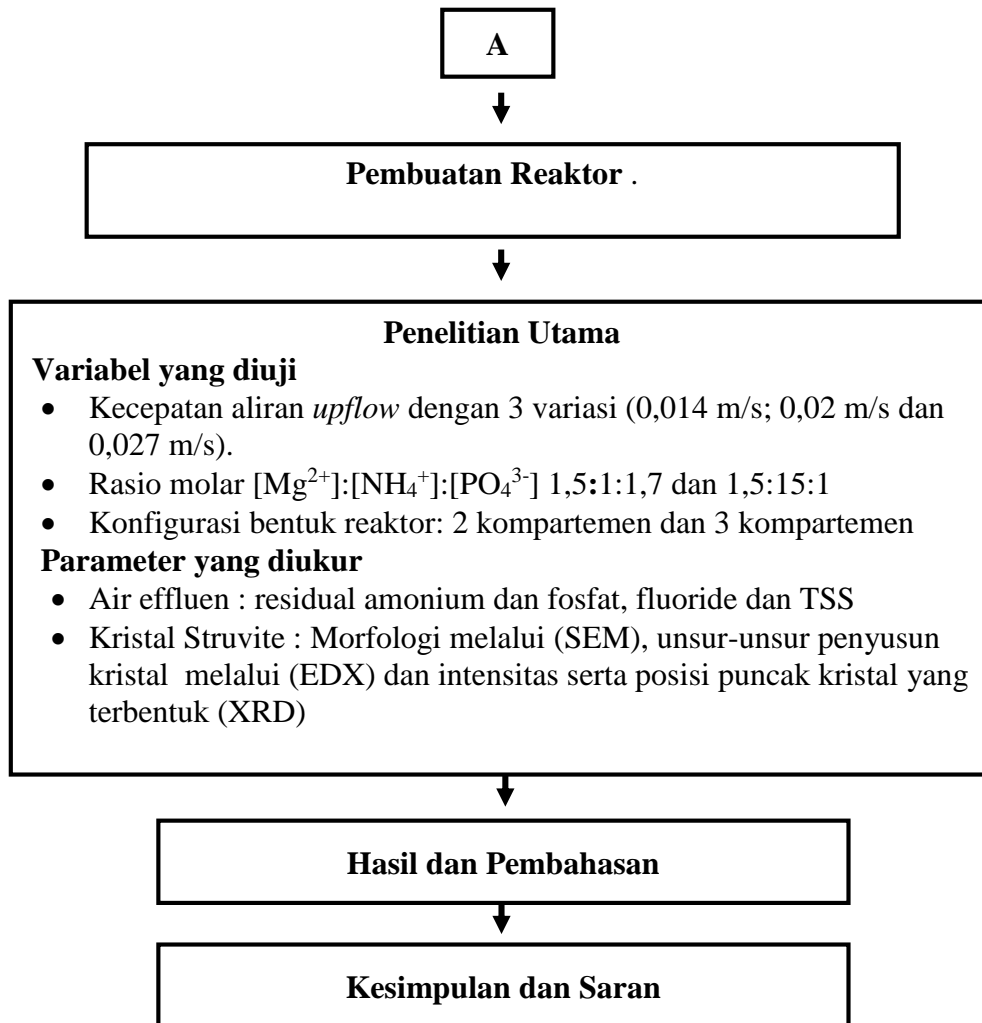 A
Pembuatan Reaktor .
Penelitian Utama
Variabel yang diuji
• Kecepatan aliran upflow dengan 3 variasi (0,014 m/s; 0,02 m/s dan
0,027 m/s).
• Rasio molar [Mg²⁺]:[NH₄⁺]:[PO₄³⁻] 1,5:1:1,7 dan 1,5:15:1
• Konfigurasi bentuk reaktor: 2 kompartemen dan 3 kompartemen
Parameter yang diukur
• Air effluen : residual amonium dan fosfat, fluoride dan TSS
• Kristal Struvite : Morfologi melalui (SEM), unsur-unsur penyusun
kristal melalui (EDX) dan intensitas serta posisi puncak kristal yang
terbentuk (XRD)
Hasil dan Pembahasan
Kesimpulan dan Saran